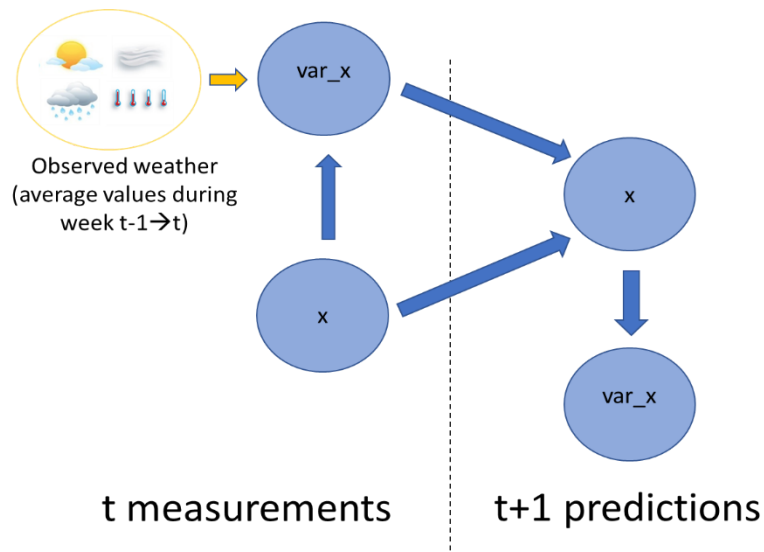 var_x
Observed weather
(average values during
week t-1→t)
x
x
var_x
t measurements
t+1 predictions